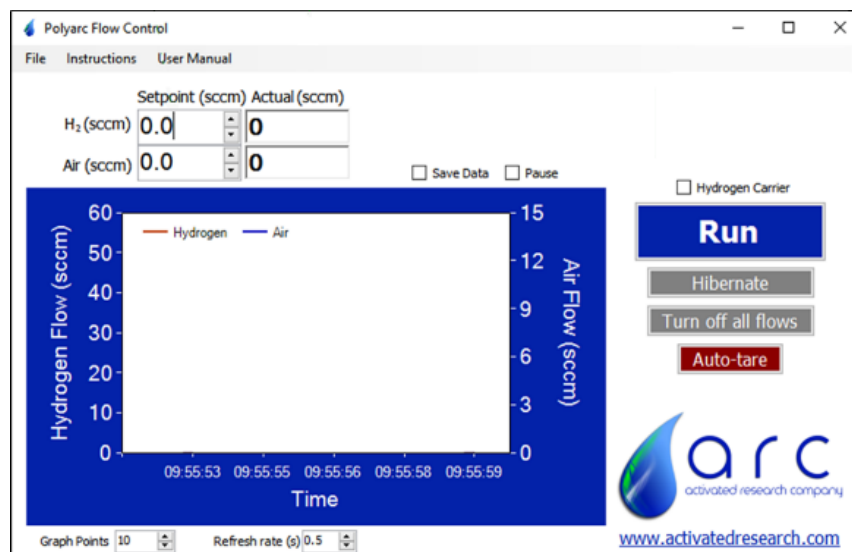 Polyarc Flow Control
File Instructions User Manual
Setpoint (sccm) Actual (sccm)
H₂ (sccm) 0.0 0
Air (sccm) 0.0 0
Save Data Pause
Hydrogen Carrier
Run
Hibernate
Turn off all flows
Auto-tare
Hydrogen Flow (sccm)
60
50
40
30
20
10
0
Hydrogen Air
15
12
9
6
3
0
Air Flow (sccm)
09:55:53 09:55:55 09:55:56 09:55:58 09:55:59
Time
Graph Points 10 Refresh rate (s) 0.5
arc
activated research company
www.activatedresearch.com